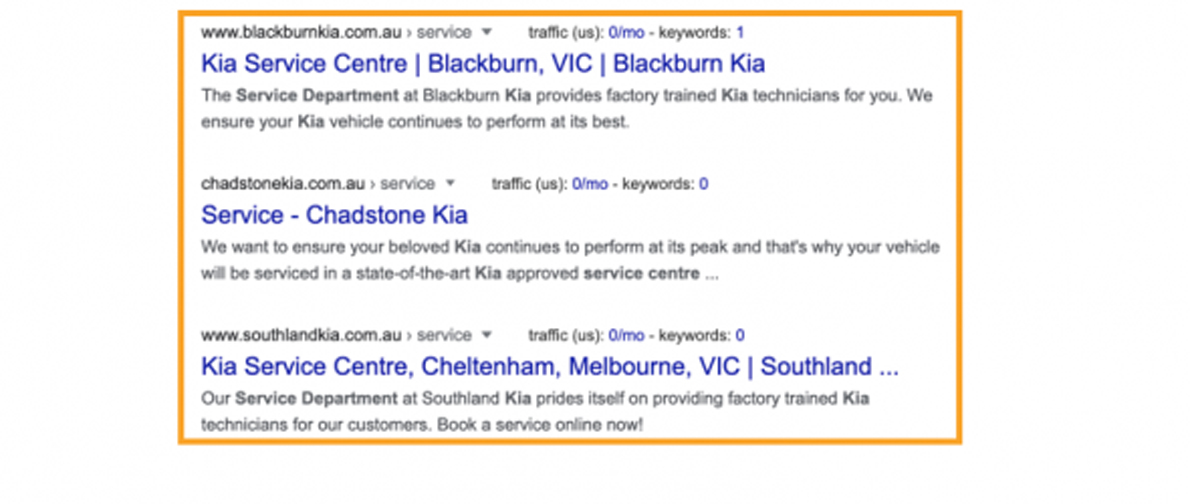 www.blackburnkia.com.au › service ▼ traffic (us): 0/mo - keywords: 1
Kia Service Centre | Blackburn, VIC | Blackburn Kia
The Service Department at Blackburn Kia provides factory trained Kia technicians for you. We
ensure your Kia vehicle continues to perform at its best.
chadstonekia.com.au › service ▼ traffic (us): 0/mo - keywords: 0
Service - Chadstone Kia
We want to ensure your beloved Kia continues to perform at its peak and that's why your vehicle
will be serviced in a state-of-the-art Kia approved service centre ...
www.southlandkia.com.au › service ▼ traffic (us): 0/mo - keywords: 0
Kia Service Centre, Cheltenham, Melbourne, VIC | Southland ...
Our Service Department at Southland Kia prides itself on providing factory trained Kia
technicians for our customers. Book a service online now!